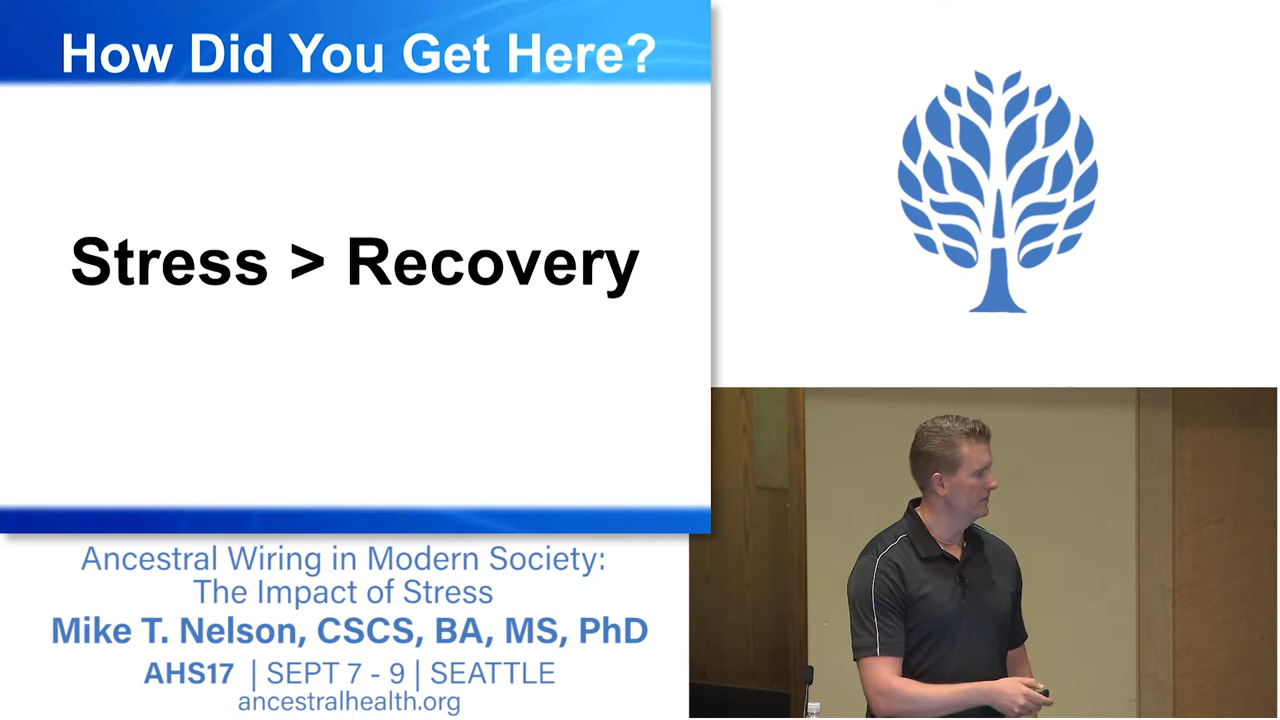 How Did You Get Here?
Stress > Recovery
Ancestral Wiring in Modern Society:
The Impact of Stress
Mike T. Nelson, CSCS, BA, MS, PhD
AHS17 | SEPT 7 - 9 | SEATTLE
ancestralhealth.org